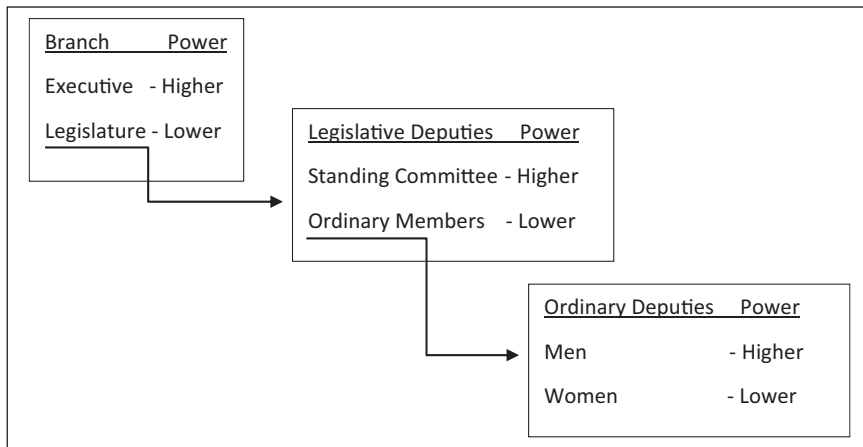 Branch Power
Executive - Higher
Legislature - Lower
Legislative Deputies Power
Standing Committee - Higher
Ordinary Members - Lower
Ordinary Deputies Power
Men - Higher
Women - Lower